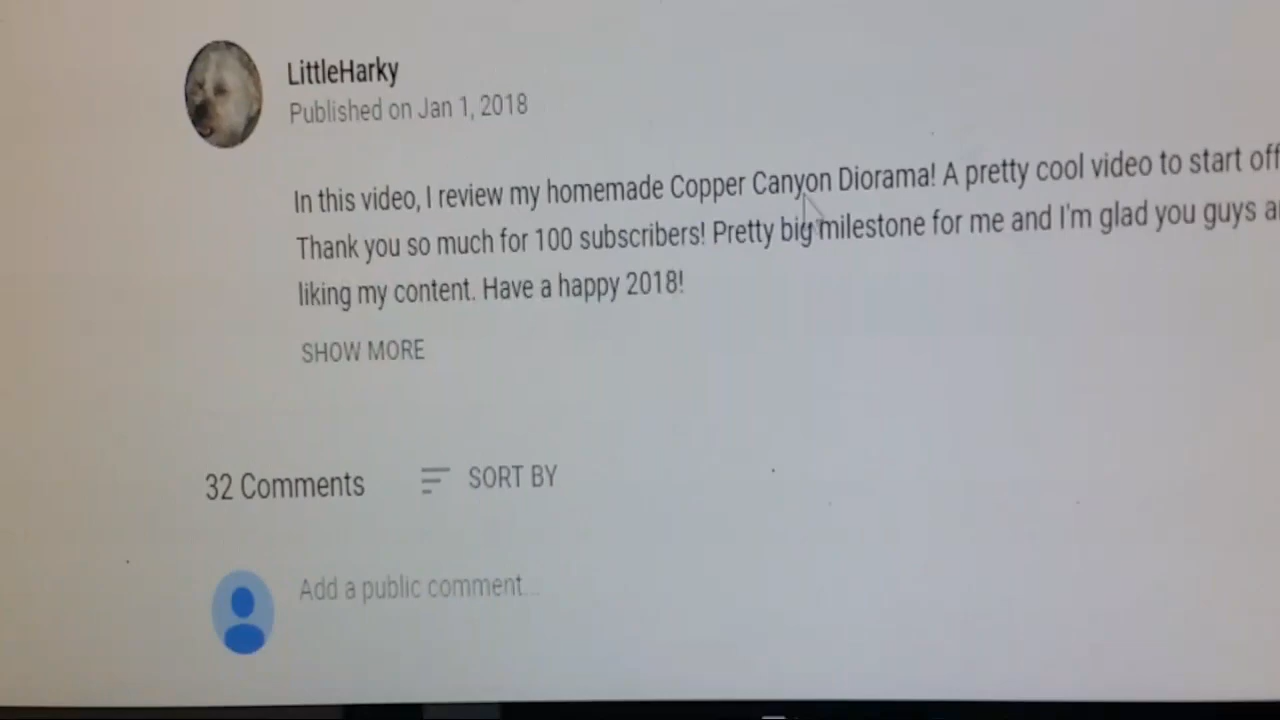 LittleHarky
Published on Jan 1, 2018
In this video, I review my homemade Copper Canyon Diorama! A pretty cool video to start off
Thank you so much for 100 subscribers! Pretty big milestone for me and I'm glad you guys
liking my content. Have a happy 2018!
SHOW MORE
32 Comments
SORT BY
Add a public comment...